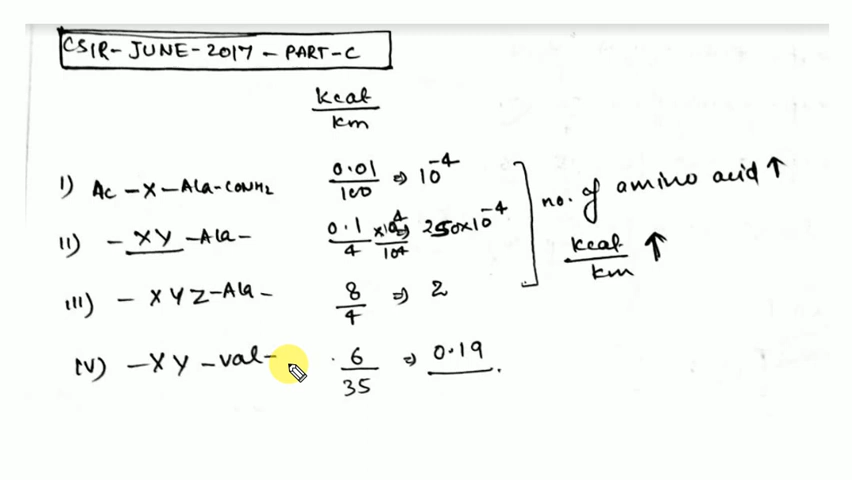 CSIR-JUNE-2017-PART-C
kcat
km
I) Ac-X-Ala-CONH2 0.01/100 ⇒ 10^-4
II) -XY-Ala- 0.1/4 ×10^4/10^4 ⇒ 250×10^-4
III) -XYZ-Ala- 8/4 ⇒ 2
IV) -XY-Val- 6/35 ⇒ 0.19
no. of amino acid ↑
kcat/km ↑